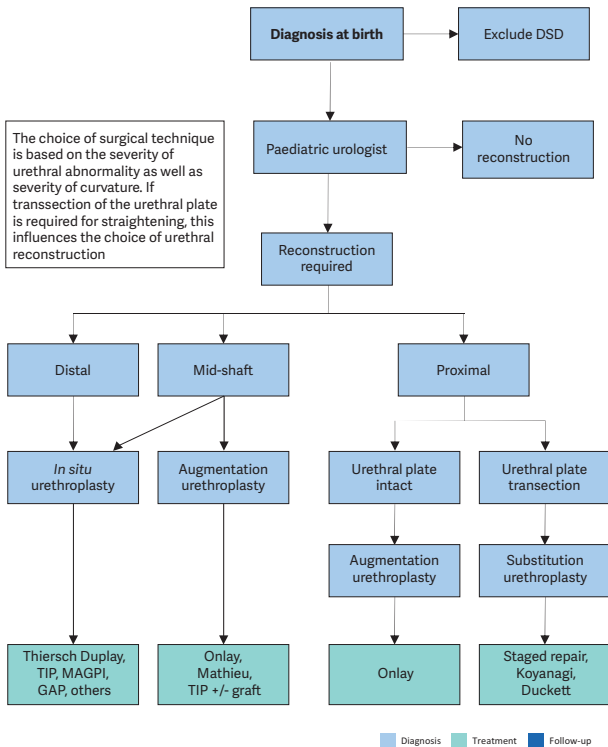 Diagnosis at birth
Exclude DSD
The choice of surgical technique
is based on the severity of
urethral abnormality as well as
severity of curvature. If
transsection of the urethral plate
is required for straightening, this
influences the choice of urethral
reconstruction
Paediatric urologist
No
reconstruction
Reconstruction
required
Distal
Mid-shaft
Proximal
In situ
urethroplasty
Augmentation
urethroplasty
Urethral plate
intact
Urethral plate
transection
Augmentation
urethroplasty
Substitution
urethroplasty
Thiersch Duplay,
TIP, MAGPI,
GAP, others
Onlay,
Mathieu,
TIP +/- graft
Onlay
Staged repair,
Koyanagi,
Duckett
Diagnosis
Treatment
Follow-up